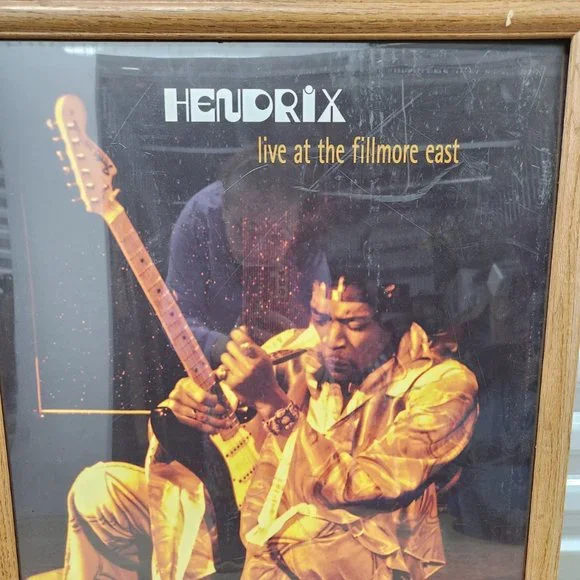 HENDRIX
live at the fillmore east